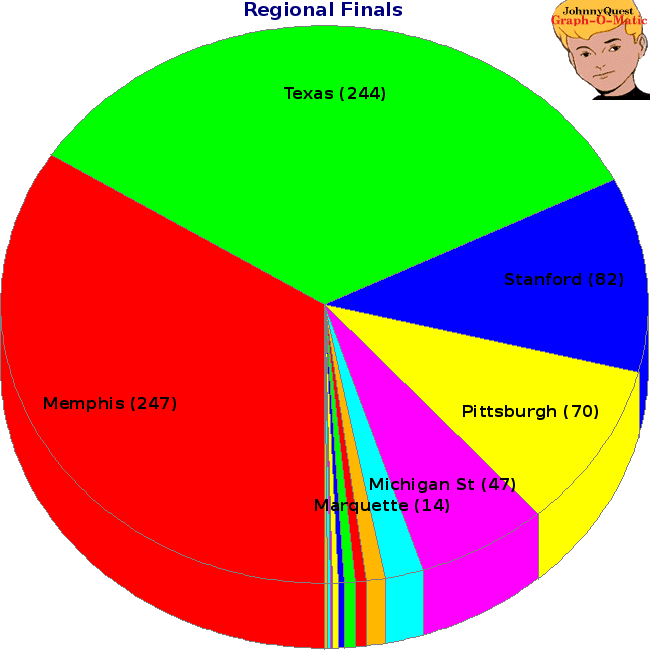 Regional Finals
JohnnyQuest
Graph-O-Matic
Texas (244)
Stanford (82)
Memphis (247)
Pittsburgh (70)
Michigan St (47)
Marquette (14)